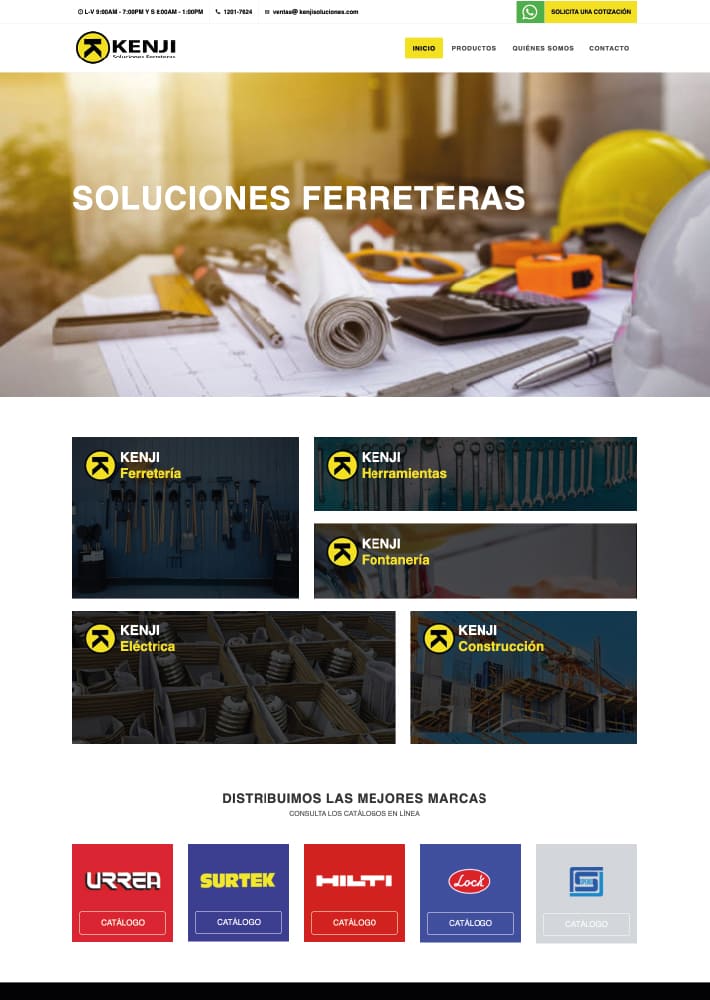 L-V 9:00AM - 7:00PM Y S 8:00AM - 1:00PM
1201-7624
ventas@kenjisoluciones.com
SOLICITA UNA COTIZACIÓN
KENJI
Soluciones Ferreteras
INICIO
PRODUCTOS
QUIÉNES SOMOS
CONTACTO
SOLUCIONES FERRETERAS
KENJI
Ferretería
KENJI
Herramientas
KENJI
Fontanería
KENJI
Eléctrica
KENJI
Construcción
DISTRIBUIMOS LAS MEJORES MARCAS
CONSULTA LOS CATÁLOGOS EN LÍNEA
URREA
SURTEK
HILTI
Lock
CATÁLOGO
CATÁLOGO
CATÁLOGO
CATÁLOGO
CATÁLOGO